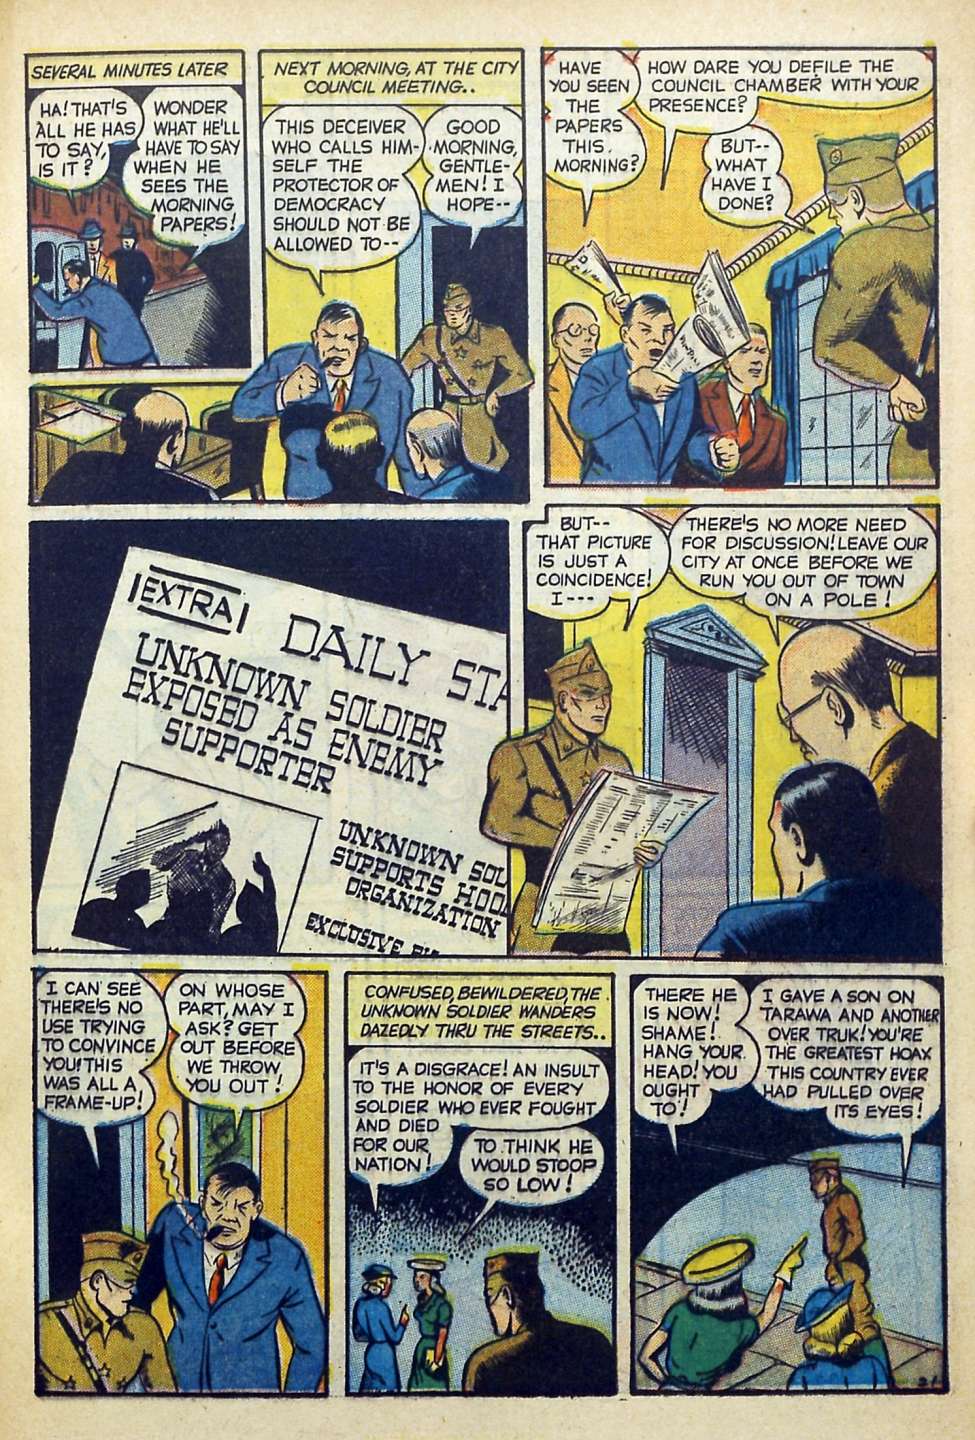 SEVERAL MINUTES LATER
HA! THAT'S
ALL HE HAS
TO SAY,
IS IT?
WONDER
WHAT HE'LL
HAVE TO SAY
WHEN HE
SEES THE
MORNING
PAPERS!
NEXT MORNING, AT THE CITY
COUNCIL MEETING..
THIS DECEIVER
WHO CALLS HIM-
SELF THE
PROTECTOR OF
DEMOCRACY
SHOULD NOT BE
ALLOWED TO--
GOOD
MORNING,
GENTLE-
MEN! I
HOPE--
HAVE
YOU SEEN
THE
PAPERS
THIS
MORNING?
HOW DARE YOU DEFILE THE
COUNCIL CHAMBER WITH YOUR
PRESENCE?
BUT--
WHAT
HAVE I
DONE?
EXTRA
DAILY STA
UNKNOWN SOLDIER
EXPOSED AS ENEMY
SUPPORTER
UNKNOWN SOL
SUPPORTS HOOD
ORGANIZATION
EXCLUSIVE
BUT--
THAT PICTURE
IS JUST A
COINCIDENCE!
I---
THERE'S NO MORE NEED
FOR DISCUSSION! LEAVE OUR
CITY AT ONCE BEFORE WE
RUN YOU OUT OF TOWN
ON A POLE!
I CAN SEE
THERE'S NO
USE TRYING
TO CONVINCE
YOU! THIS
WAS ALL A
FRAME-UP!
ON WHOSE
PART, MAY I
ASK? GET
OUT BEFORE
WE THROW
YOU OUT!
CONFUSED, BEWILDERED, THE
UNKNOWN SOLDIER WANDERS
DAZEDLY THRU THE STREETS..
IT'S A DISGRACE! AN INSULT
TO THE HONOR OF EVERY
SOLDIER WHO EVER FOUGHT
AND DIED
FOR OUR
NATION!
TO THINK HE
WOULD STOOP
SO LOW!
THERE HE
IS NOW!
SHAME!
HANG YOUR
HEAD! YOU
OUGHT
TO!
I GAVE A SON ON
TARAWA AND ANOTHER
OVER TRUK! YOU'RE
THE GREATEST HOAX
THIS COUNTRY EVER
HAD PULLED OVER
ITS EYES!